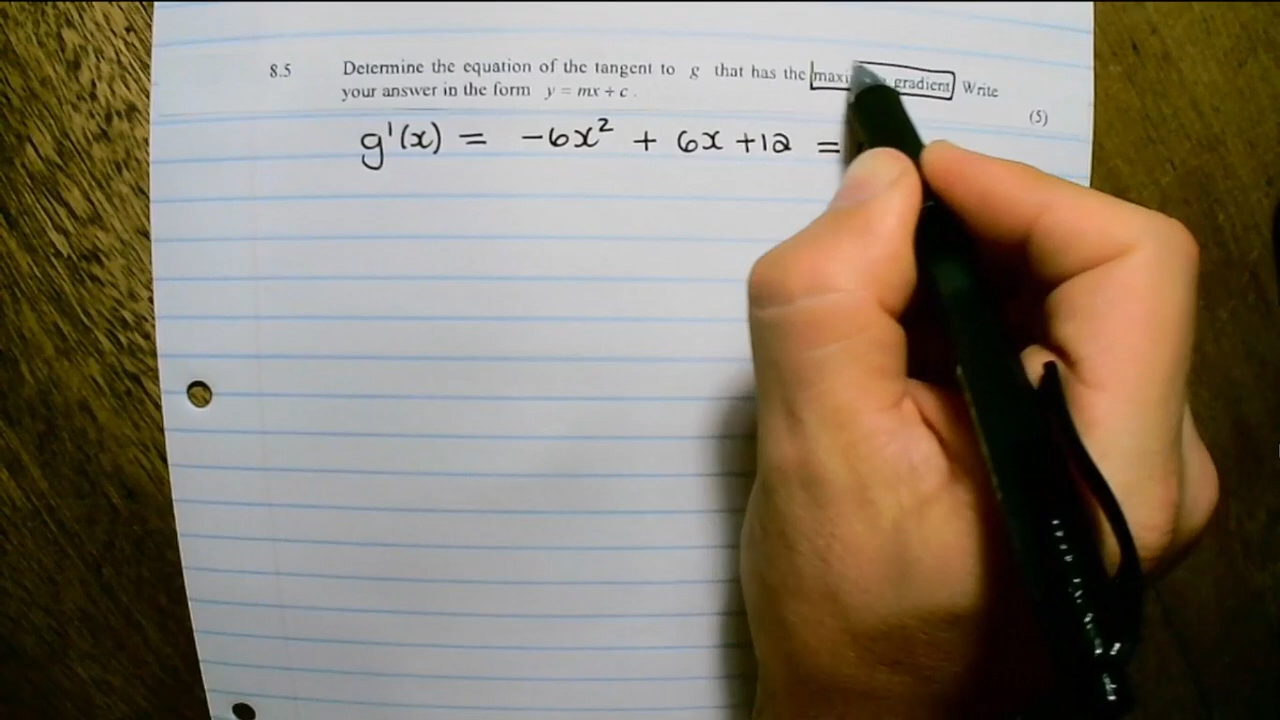 8.5 Determine the equation of the tangent to g that has the gradient Write
your answer in the form y = mx + c .
(5)
g'(x) = -6x² + 6x + 12 =